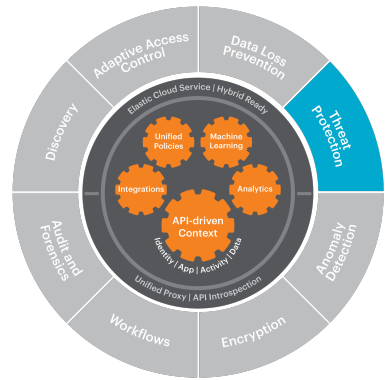 Adaptive Access
Control
Data Loss
Prevention
Threat
Protection
Anomaly
Detection
Encryption
Workflows
Audit and
Forensics
Discovery
Elastic Cloud Service | Hybrid Ready
Unified
Policies
Machine
Learning
Integrations
Analytics
API-driven
Context
Identity | App | Activity | Data
Unified Proxy | API Introspection